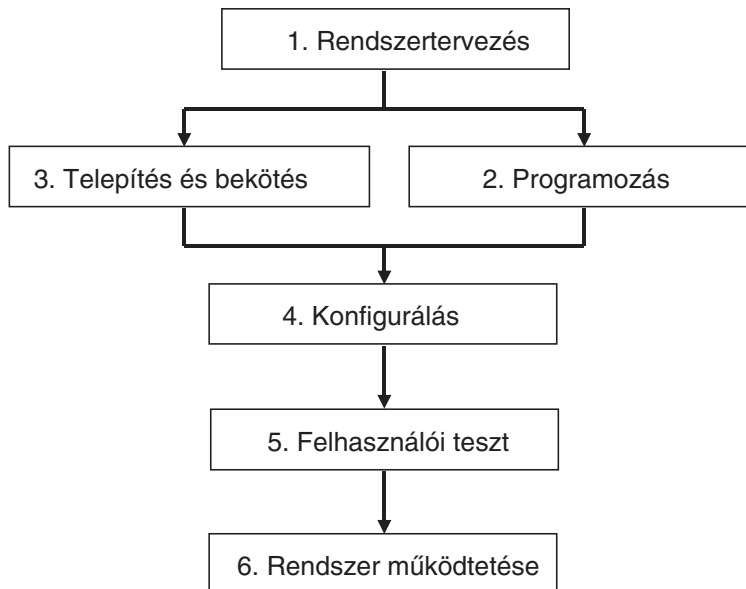 1. Rendszertervezés
3. Telepítés és bekötés
2. Programozás
4. Konfigurálás
5. Felhasználói teszt
6. Rendszer működtetése